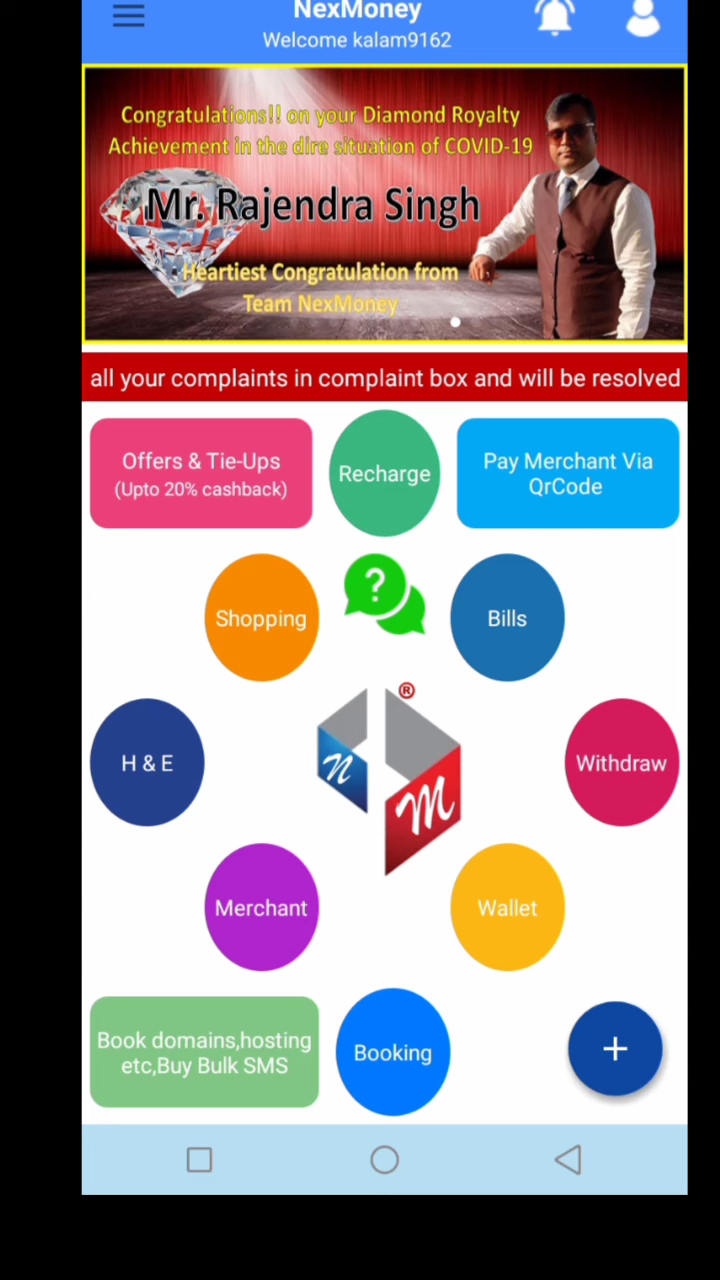 NexMoney
Welcome kalam9162
Congratulations!! on your Diamond Royalty
Achievement in the dire situation of COVID-19
Mr. Rajendra Singh
Heartiest Congratulation from
Team NexMoney
all your complaints in complaint box and will be resolved
Offers & Tie-Ups
(Upto 20% cashback)
Recharge
Pay Merchant Via
QrCode
Shopping
?
Bills
®
H & E
n
m
Withdraw
Merchant
Wallet
Book domains,hosting
etc,Buy Bulk SMS
Booking
+